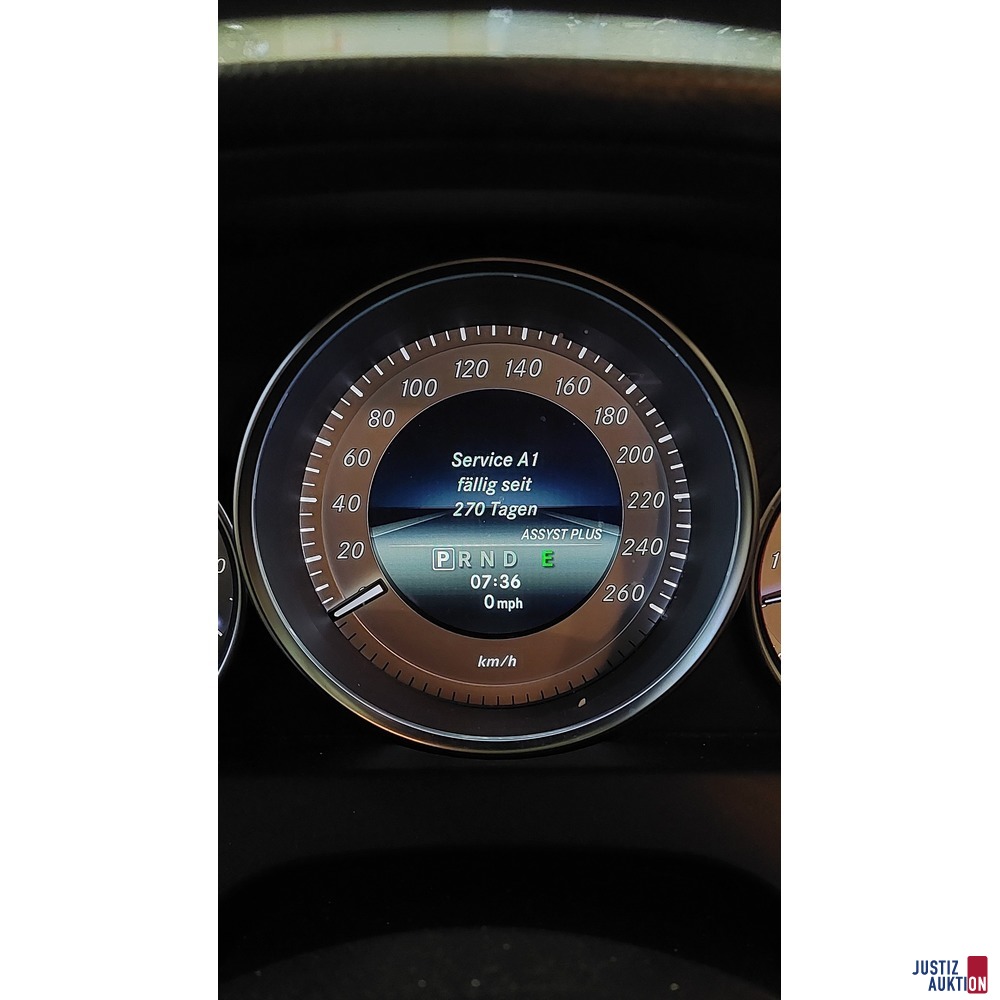 120 140
100 160
80 180
60 200
40 220
20 240
260
Service A1
fällig seit
270 Tagen
ASSYST PLUS
P R N D E
07:36
0 mph
km/h
JUSTIZ
AUKTION